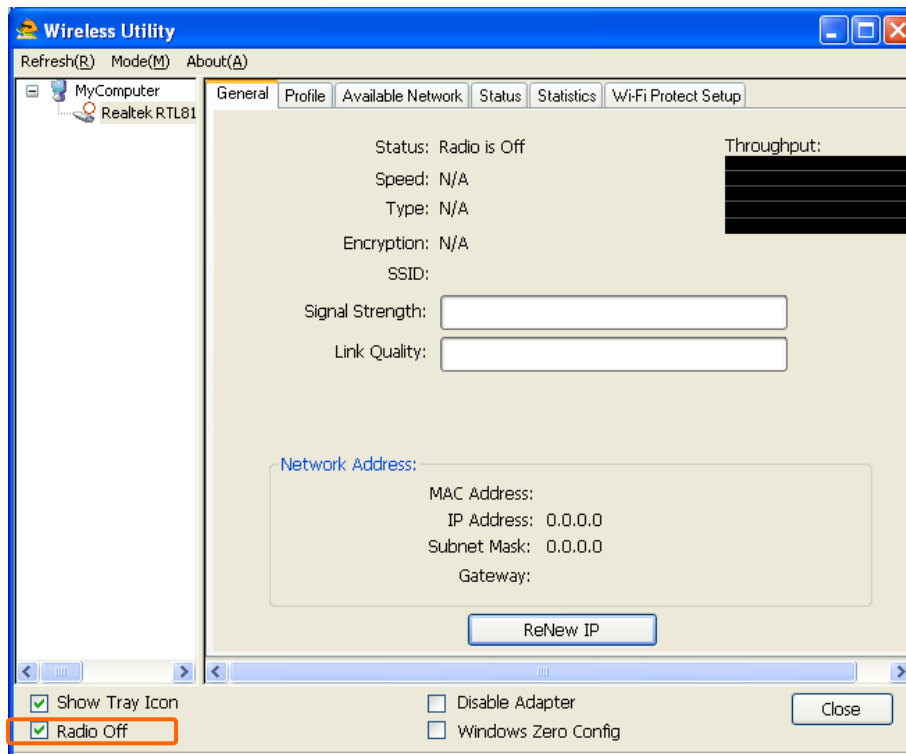 Wireless Utility
Refresh(R) Mode(M) About(A)
MyComputer
Realtek RTL81
General Profile Available Network Status Statistics Wi-Fi Protect Setup
Status: Radio is Off
Throughput:
Speed: N/A
Type: N/A
Encryption: N/A
SSID:
Signal Strength:
Link Quality:
Network Address:
MAC Address:
IP Address: 0.0.0.0
Subnet Mask: 0.0.0.0
Gateway:
ReNew IP
Show Tray Icon
Disable Adapter
Close
Radio Off
Windows Zero Config